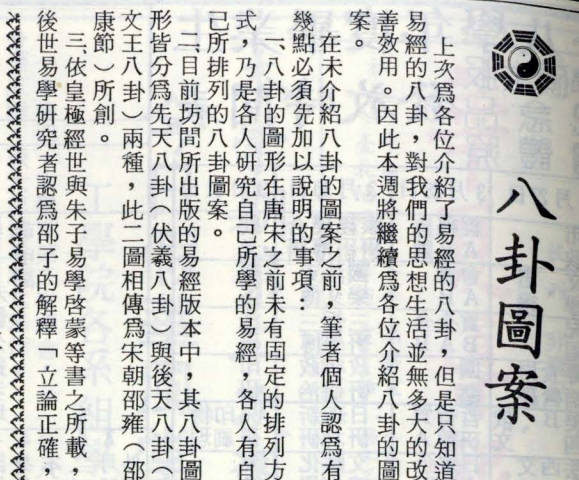 八卦圖案
上次爲各位介紹了易經的八卦，但是只知道
易經的八卦，對我們的思想生活並無多大的改
善效用。因此本週將繼續爲各位介紹八卦的圖
案。
在未介紹八卦的圖案之前，筆者個人認爲有
幾點必須先加以說明的事項：
一、八卦的圖形在唐宋之前未有固定的排列方
式，乃是各人研究自己所學的易經，各人有自
己所排列的八卦圖案。
二、目前坊間所出版的易經版本中，其八卦圖
形皆分爲先天八卦（伏義八卦）與後天八卦（
文王八卦）兩種，此二圖相傳爲宋朝邵雍（邵
康節）所創。
三、依皇極經世與朱子易學啓蒙等書之所載，
後世易學研究者認爲邵子的解釋「立論正確，